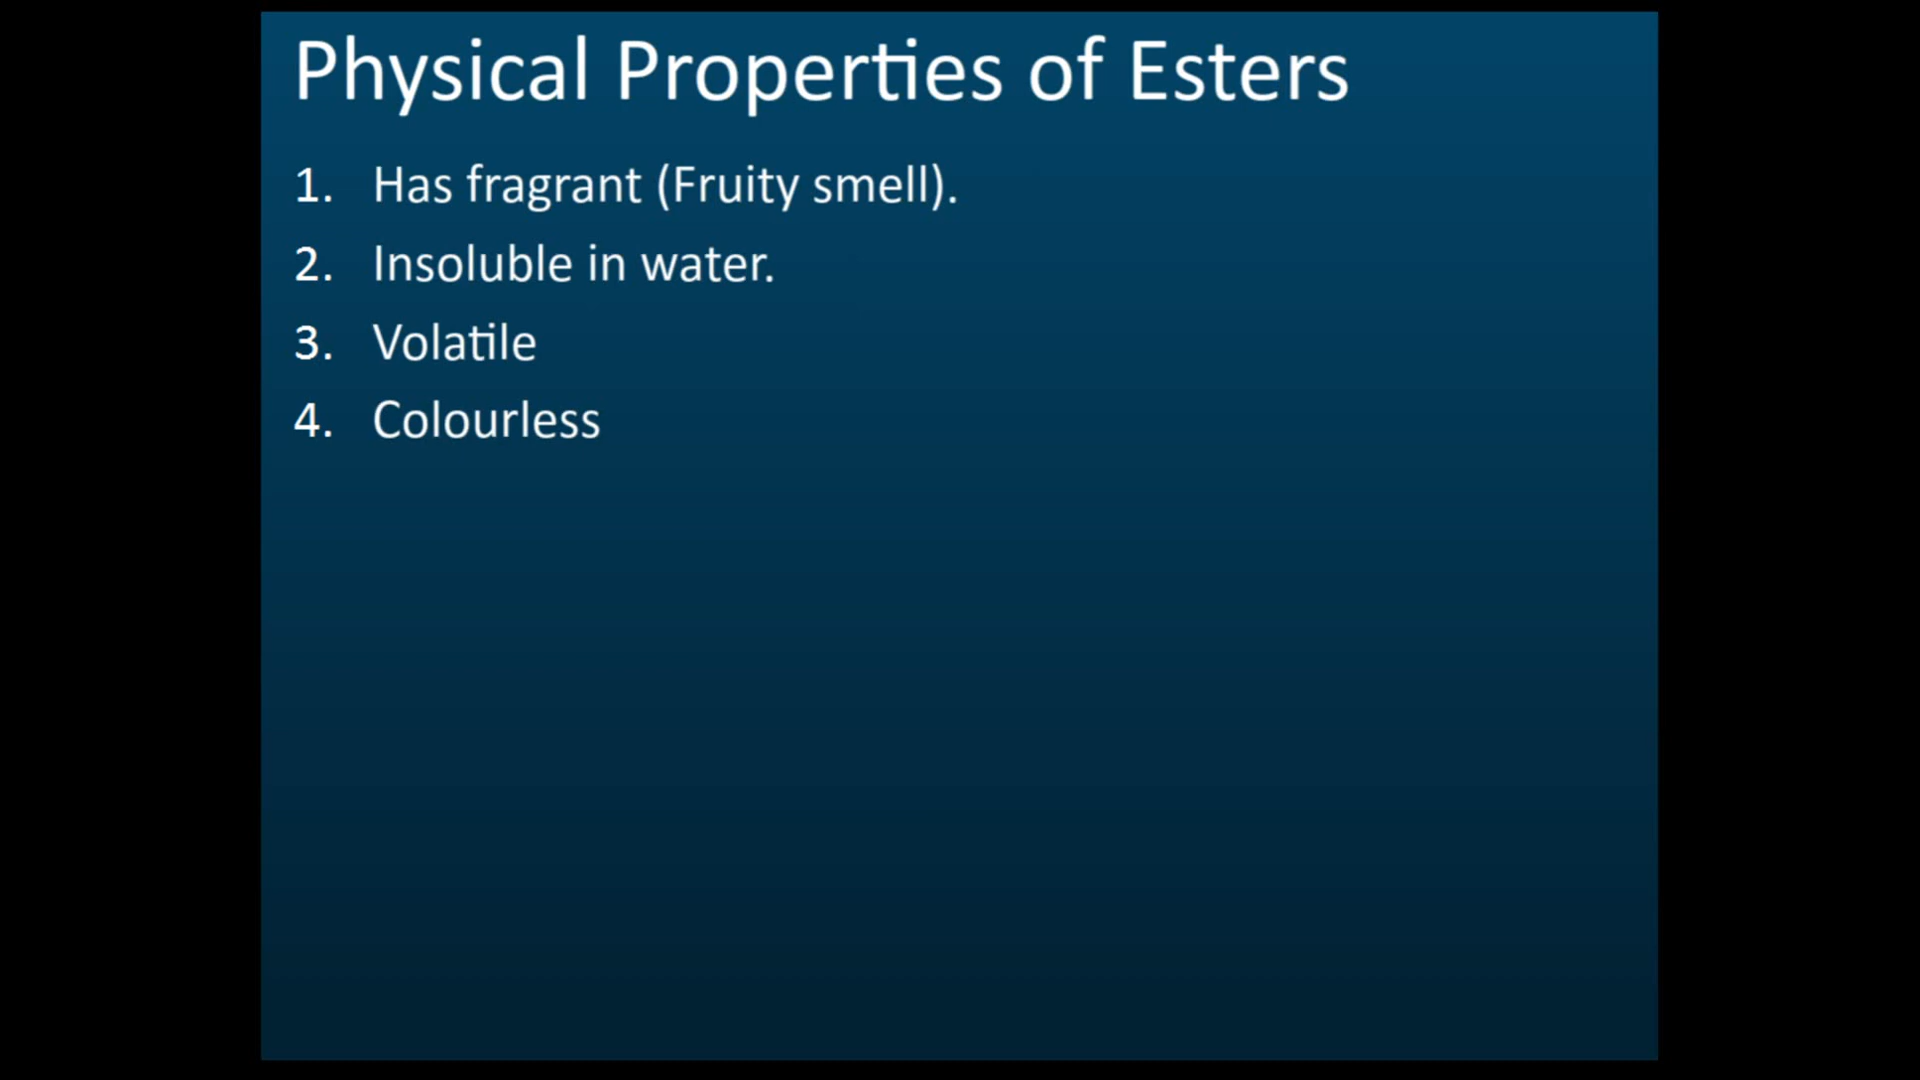 Physical Properties of Esters
1. Has fragrant (Fruity smell).
2. Insoluble in water.
3. Volatile
4. Colourless